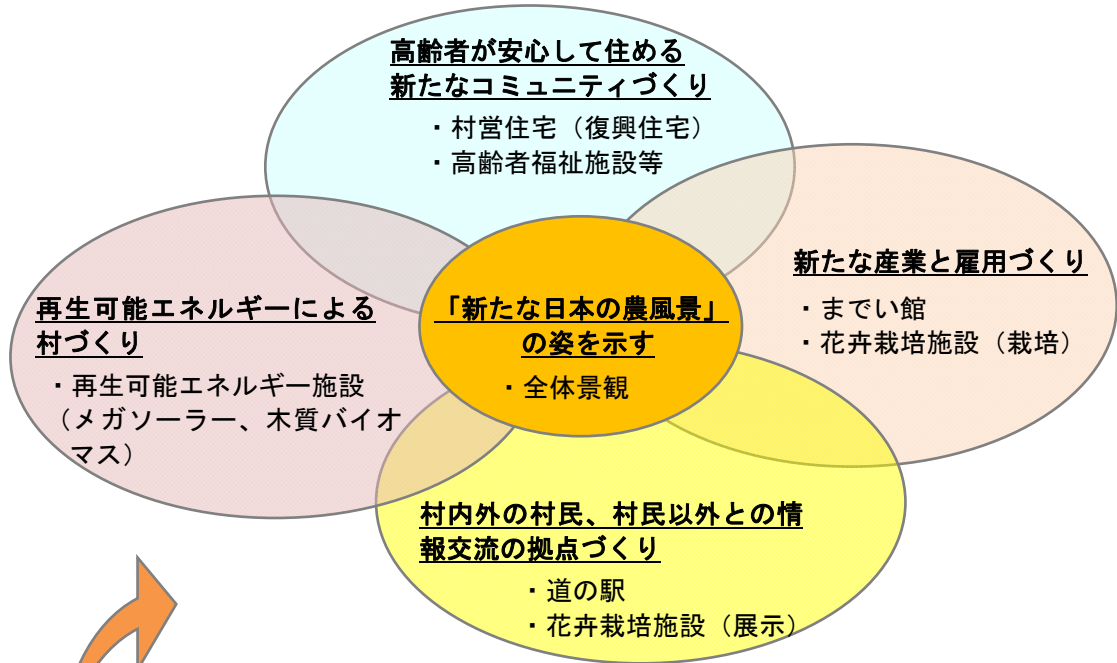 高齢者が安心して住める
新たなコミュニティづくり
・村営住宅（復興住宅）
・高齢者福祉施設等
新たな産業と雇用づくり
・までい館
・花卉栽培施設（栽培）
再生可能エネルギーによる
村づくり
・再生可能エネルギー施設
（メガソーラー、木質バイオ
マス）
「新たな日本の農風景」
の姿を示す
・全体景観
村内外の村民、村民以外との情
報交流の拠点づくり
・道の駅
・花卉栽培施設（展示）